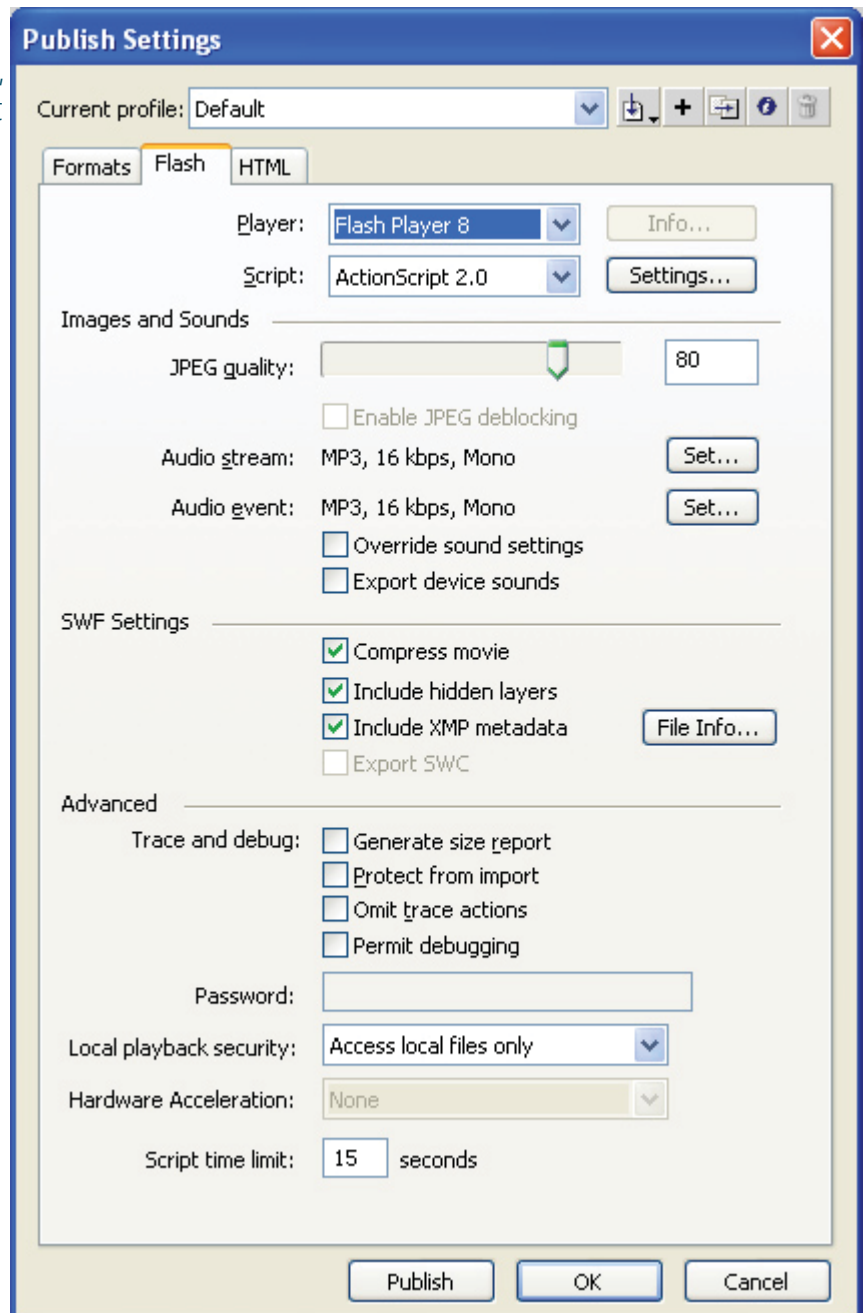 Publish Settings
Current profile: Default
Formats Flash HTML
Player: Flash Player 8 Info...
Script: ActionScript 2.0 Settings...
Images and Sounds
JPEG quality: 80
Enable JPEG deblocking
Audio stream: MP3, 16 kbps, Mono Set...
Audio event: MP3, 16 kbps, Mono Set...
Override sound settings
Export device sounds
SWF Settings
Compress movie
Include hidden layers
Include XMP metadata File Info...
Export SWC
Advanced
Trace and debug: Generate size report
Protect from import
Omit trace actions
Permit debugging
Password:
Local playback security: Access local files only
Hardware Acceleration: None
Script time limit: 15 seconds
Publish OK Cancel